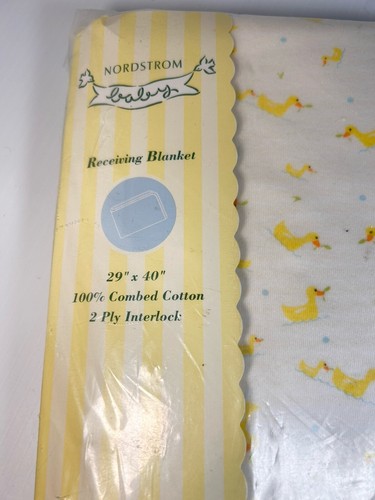 NORDSTROM
baby
Receiving Blanket
29" x 40"
100% Combed Cotton
2 Ply Interlock